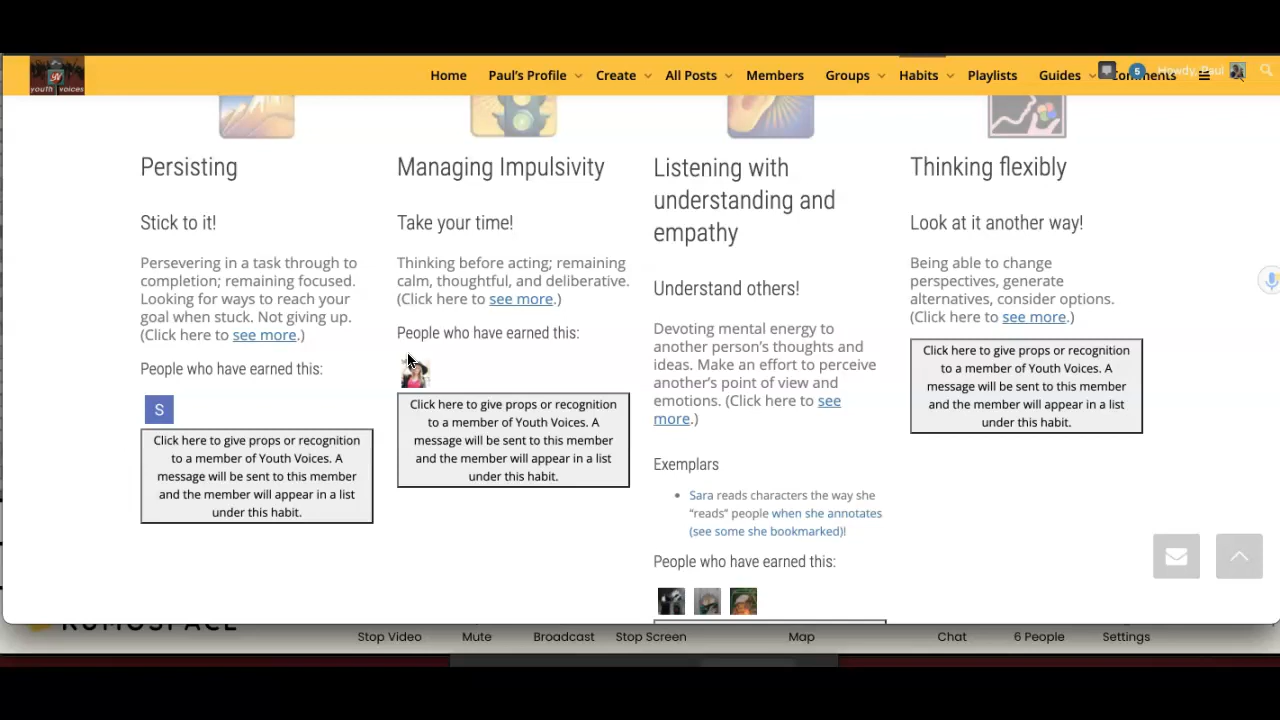 youth voices
Home Paul's Profile Create All Posts Members Groups Habits Playlists Guides Comments
5 Howdy, Paul
Persisting
Stick to it!
Persevering in a task through to
completion; remaining focused.
Looking for ways to reach your
goal when stuck. Not giving up.
(Click here to see more.)
People who have earned this:
S
Click here to give props or recognition
to a member of Youth Voices. A
message will be sent to this member
and the member will appear in a list
under this habit.
Managing Impulsivity
Take your time!
Thinking before acting; remaining
calm, thoughtful, and deliberative.
(Click here to see more.)
People who have earned this:
Click here to give props or recognition
to a member of Youth Voices. A
message will be sent to this member
and the member will appear in a list
under this habit.
Listening with
understanding and
empathy
Understand others!
Devoting mental energy to
another person's thoughts and
ideas. Make an effort to perceive
another's point of view and
emotions. (Click here to see
more.)
Exemplars
• Sara reads characters the way she
"reads" people when she annotates
(see some she bookmarked)!
People who have earned this:
Thinking flexibly
Look at it another way!
Being able to change
perspectives, generate
alternatives, consider options.
(Click here to see more.)
Click here to give props or recognition
to a member of Youth Voices. A
message will be sent to this member
and the member will appear in a list
under this habit.
Stop Video Mute Broadcast Stop Screen Map Chat 6 People Settings